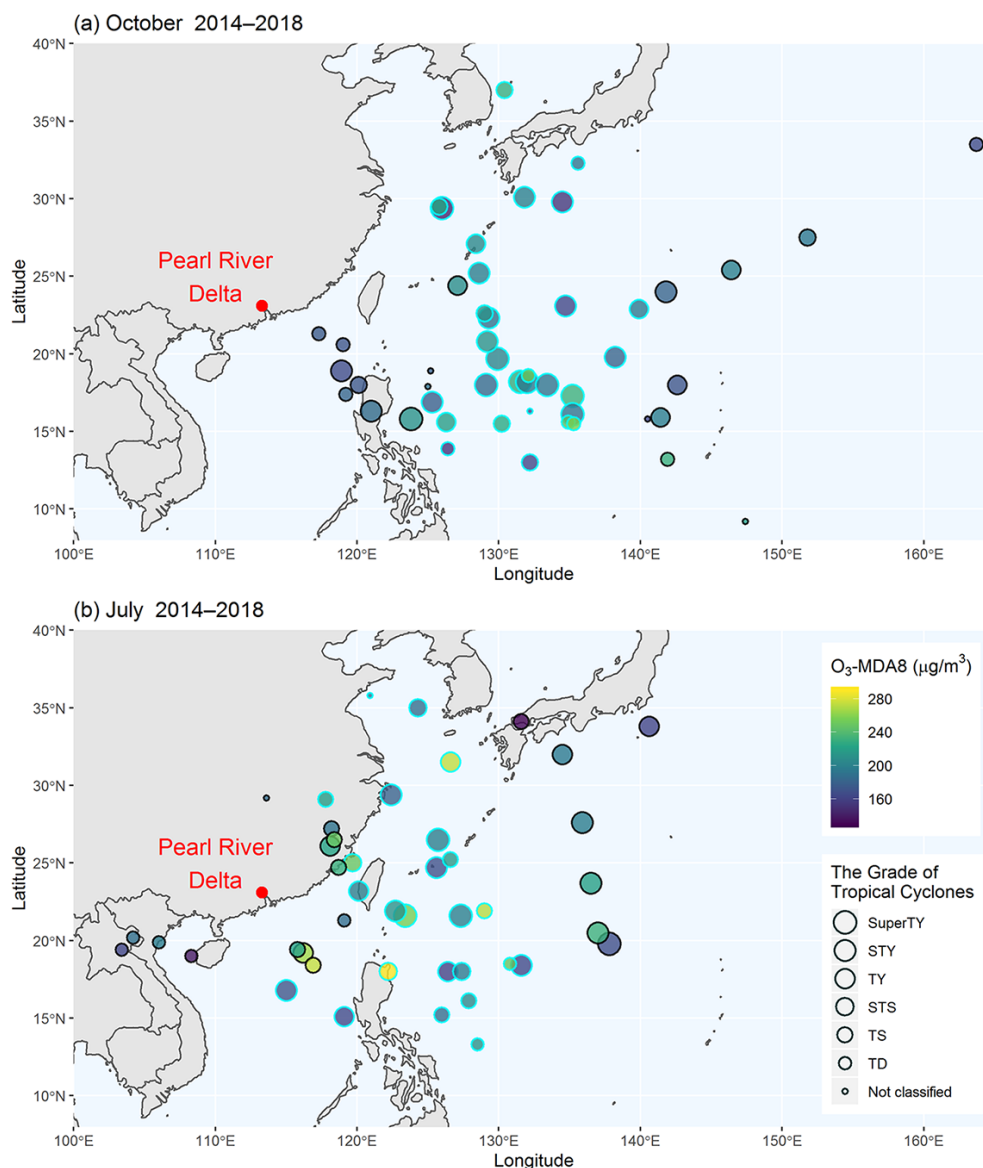 (a) October 2014–2018
40°N
35°N
30°N
25°N
20°N
15°N
10°N
Latitude
Pearl River
Delta
100°E
110°E
120°E
130°E
140°E
150°E
160°E
Longitude
(b) July 2014–2018
40°N
35°N
30°N
25°N
20°N
15°N
10°N
Latitude
Pearl River
Delta
O₃-MDA8 (μg/m³)
280
240
200
160
The Grade of
Tropical Cyclones
SuperTY
STY
TY
STS
TS
TD
Not classified
100°E
110°E
120°E
130°E
140°E
150°E
160°E
Longitude